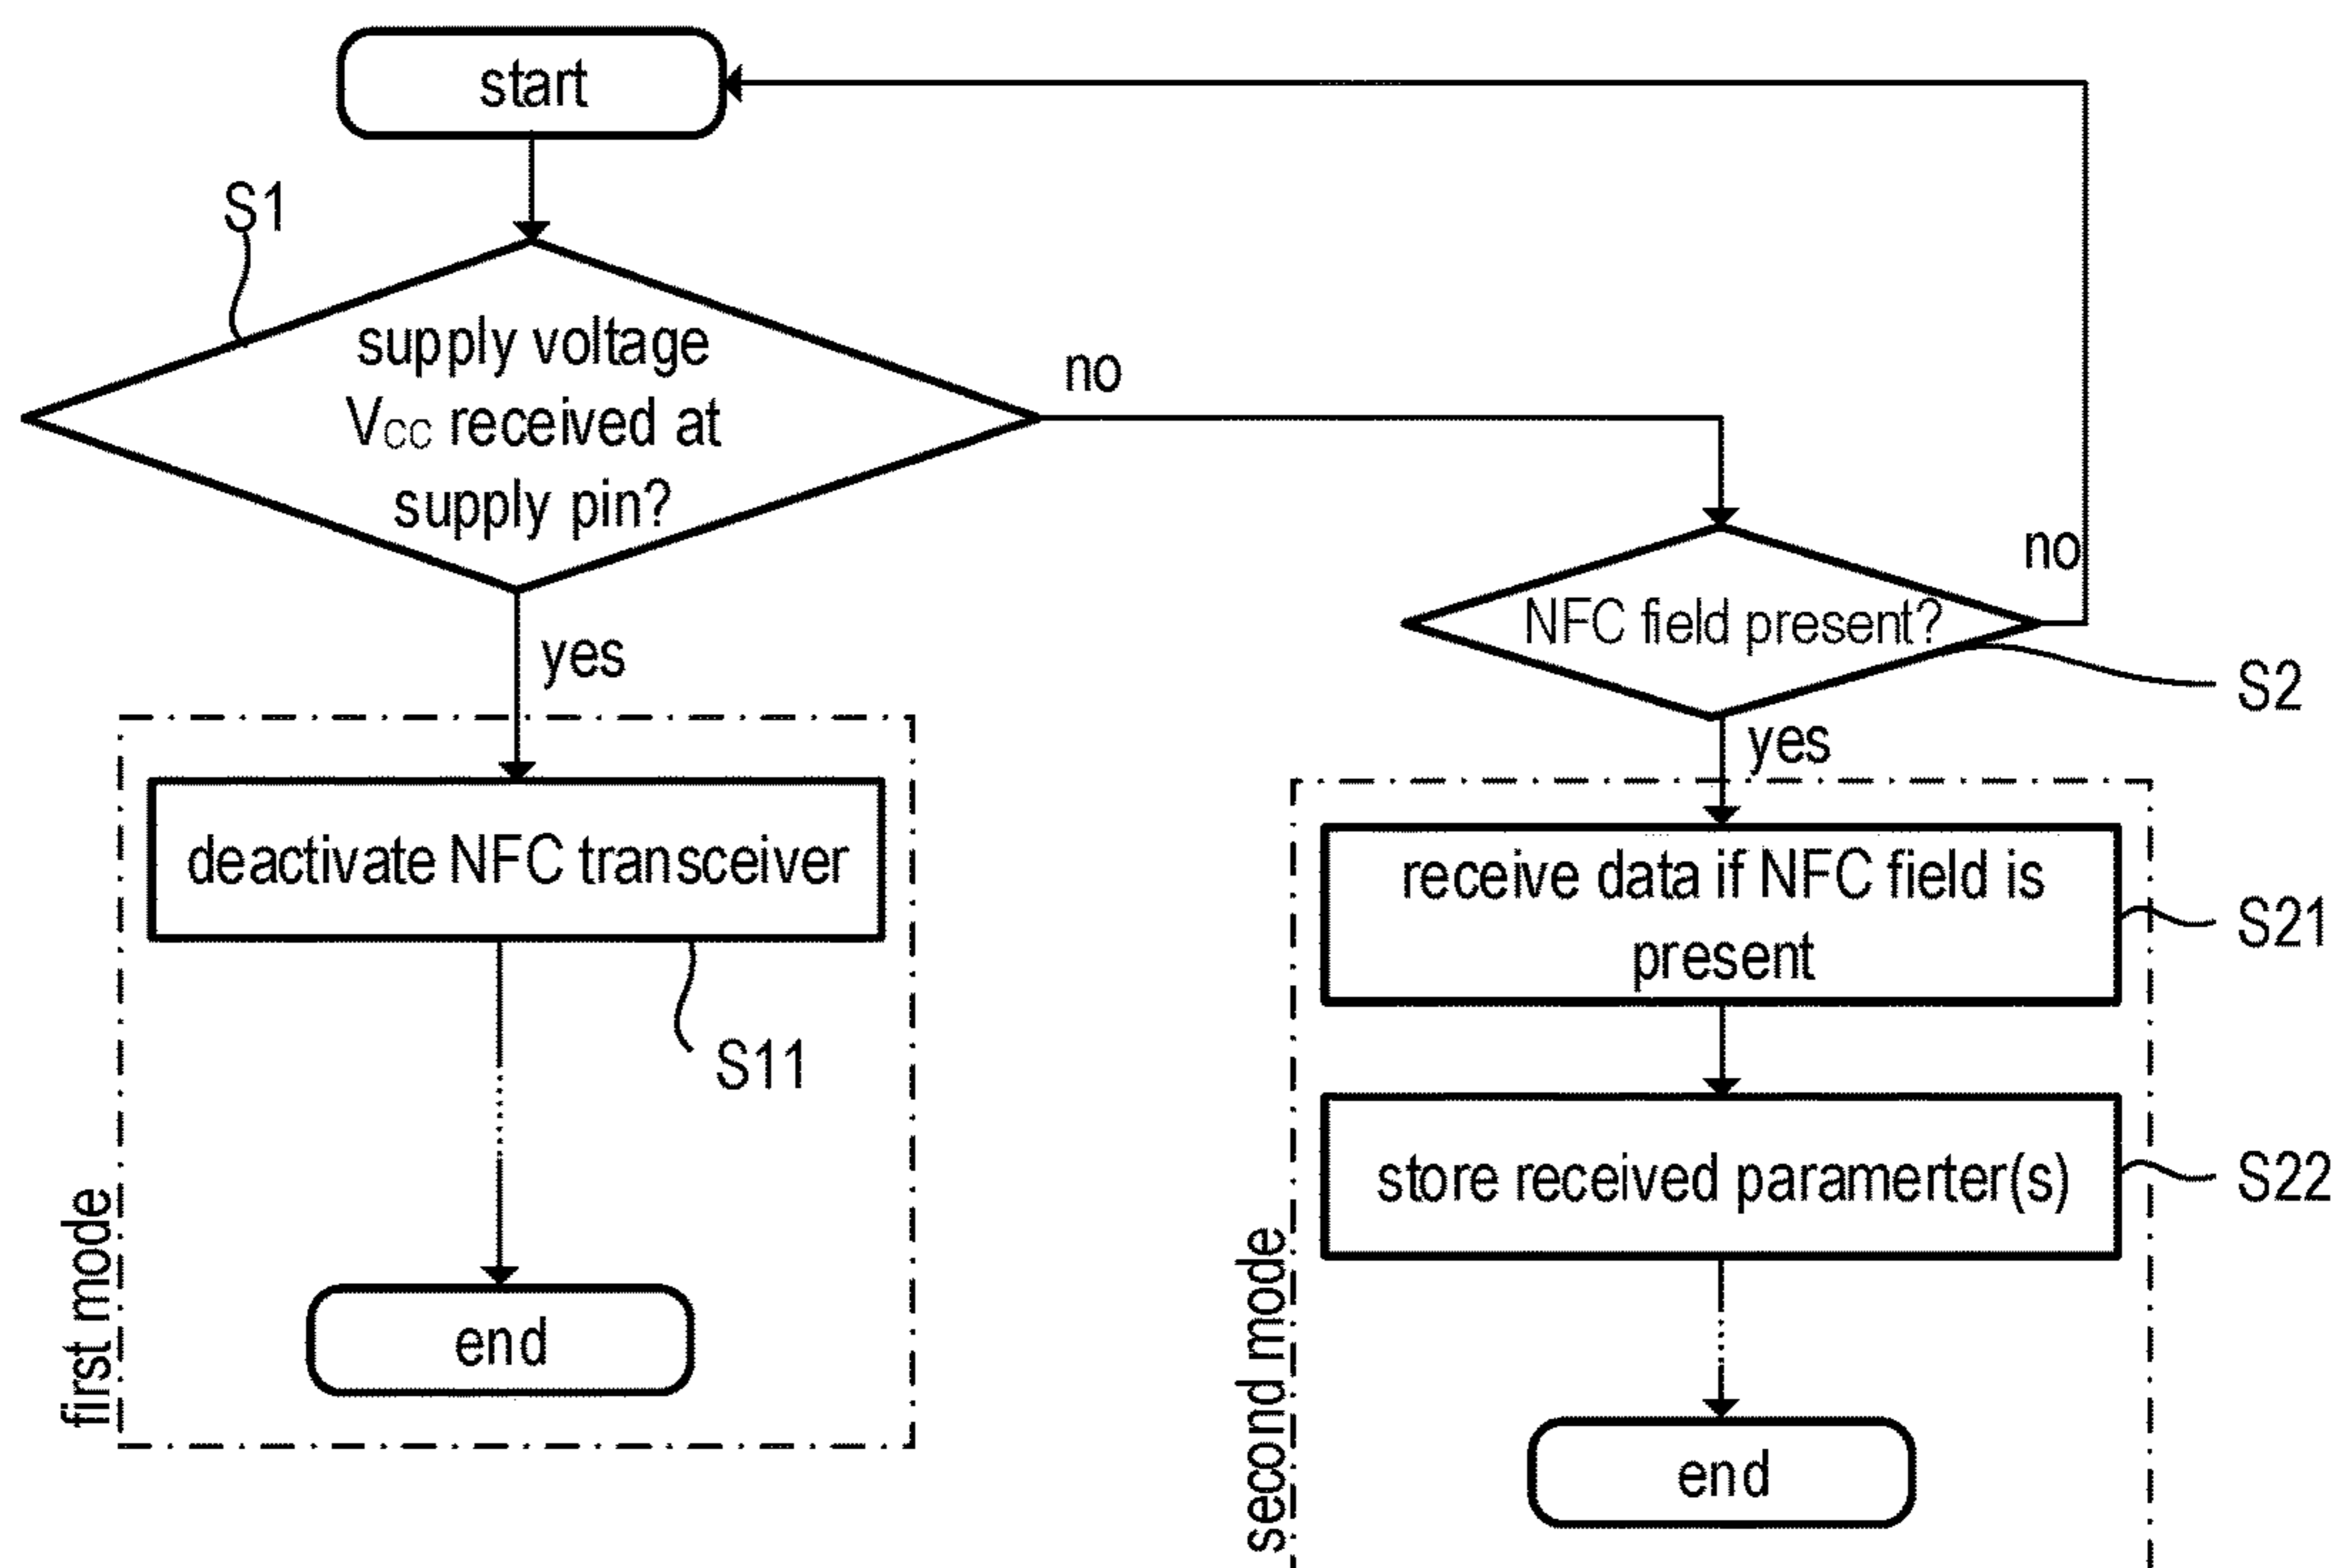 start
S1
supply voltage
VCC received at
supply pin?
no
yes
NFC field present?
no
S2
yes
deactivate NFC transceiver
S11
end
first mode
receive data if NFC field is
present
S21
store received paramerter(s)
S22
end
second mode